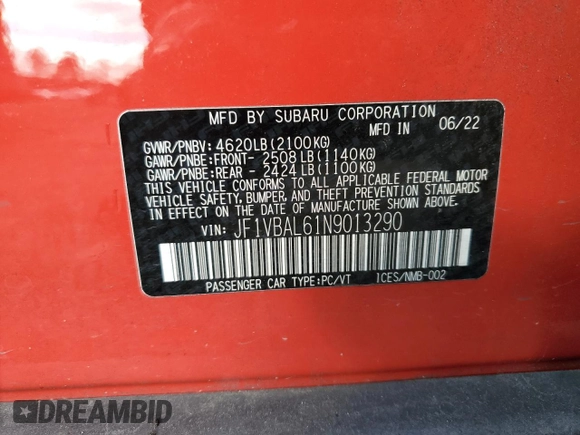 MFD BY SUBARU CORPORATION
MFD IN 06/22
GVWR/PNBV: 4620LB(2100KG)
GAWR/PNBE:FRONT- 2508LB(1140KG)
GAWR/PNBE:REAR - 2424LB(1100KG)
THIS VEHICLE CONFORMS TO ALL APPLICABLE FEDERAL MOTOR
VEHICLE SAFETY, BUMPER, AND THEFT PREVENTION STANDARDS
IN EFFECT ON THE DATE OF MANUFACTURE SHOWN ABOVE.
VIN: JF1VBAL61N9013290
PASSENGER CAR TYPE:PC/VT ICES/NMB-002
DREAMBID